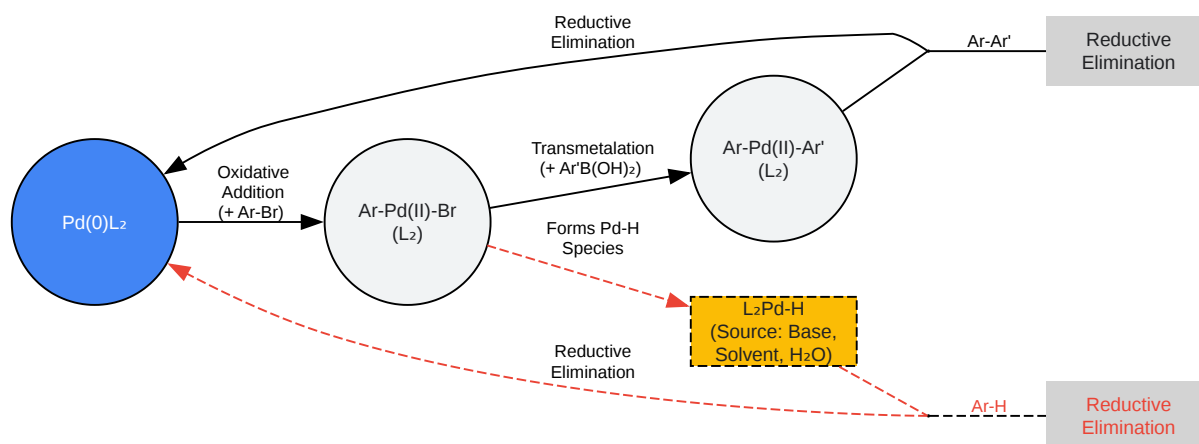 Reductive
Elimination
Ar-Ar'
Reductive
Elimination
Pd(0)L₂
Oxidative
Addition
(+ Ar-Br)
Ar-Pd(II)-Br
(L₂)
Transmetalation
(+ Ar'B(OH)₂)
Ar-Pd(II)-Ar'
(L₂)
Forms Pd-H
Species
L₂Pd-H
(Source: Base,
Solvent, H₂O)
Reductive
Elimination
Ar-H
Reductive
Elimination